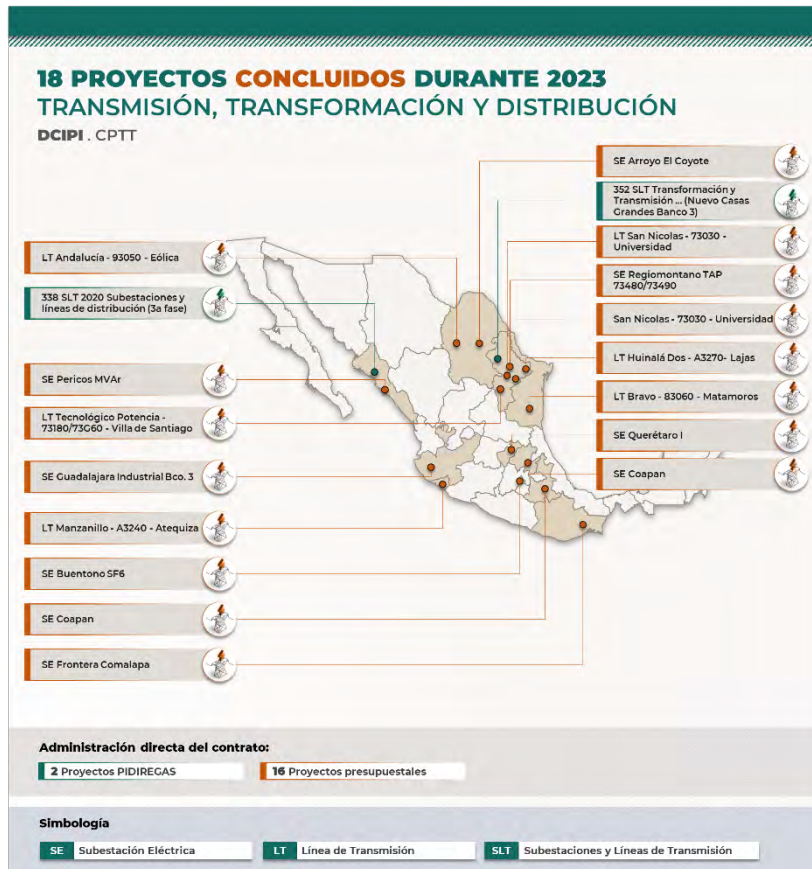 18 PROYECTOS CONCLUIDOS DURANTE 2023
TRANSMISIÓN, TRANSFORMACIÓN Y DISTRIBUCIÓN
DCIPI . CPTT
LT Andalucía - 93050 - Eólica
338 SLT 2020 Subestaciones y
líneas de distribución (3a fase)
SE Pericos MVAr
LT Tecnológico Potencia -
73180/73G60 - Villa de Santiago
SE Guadalajara Industrial Bco. 3
LT Manzanillo - A3240 - Atequiza
SE Buentono SF6
SE Coapan
SE Frontera Comalapa
SE Arroyo El Coyote
352 SLT Transformación y
Transmisión ... (Nuevo Casas
Grandes Banco 3)
LT San Nicolas - 73030 -
Universidad
SE Regiomontano TAP
73480/73490
San Nicolas - 73030 - Universidad
LT Huinalá Dos - A3270- Lajas
LT Bravo - 83060 - Matamoros
SE Querétaro I
SE Coapan
Administración directa del contrato:
2 Proyectos PIDIREGAS
16 Proyectos presupuestales
Simbología
SE Subestación Eléctrica
LT Línea de Transmisión
SLT Subestaciones y Líneas de Transmisión